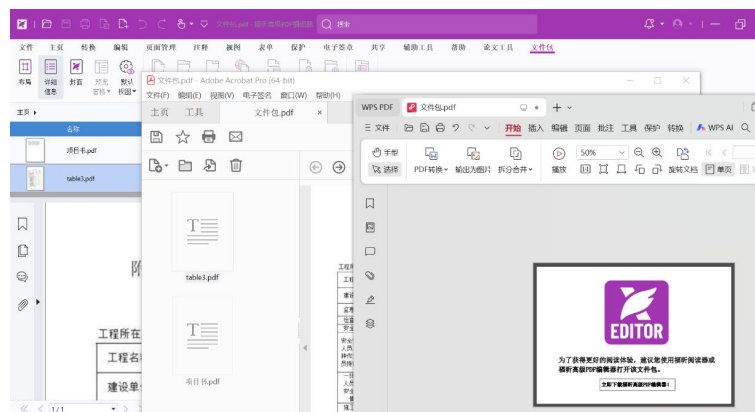 文件包.pdf - 福昕高级PDF编辑器
搜索
文件 主页 转换 编辑 页面管理 注释 视图 表单 保护 电子签章 共享 辅助工具 帮助 论文工具 文件包
布局 详细信息 封面 预览窗格 默认视图
主页
名称
项目书.pdf
table3.pdf
附
工程所在
工程名
建设单
1/1
文件包.pdf - Adobe Acrobat Pro (64-bit)
文件(F) 编辑(E) 视图(V) 电子签名 窗口(W) 帮助(H)
主页 工具 文件包.pdf ×
table3.pdf
项目书.pdf
WPS PDF 文件包.pdf
三 文件 开始 插入 编辑 页面 批注 工具 保护 转换 WPS AI
手型
选择
PDF转换 输出为图片 拆分合并 播放 50% 旋转文档 单页
EDITOR
为了获得更好的阅读体验，建议您使用福昕阅读器或
福昕高级PDF编辑器打开该文件包。
立即下载福昕高级PDF编辑器！